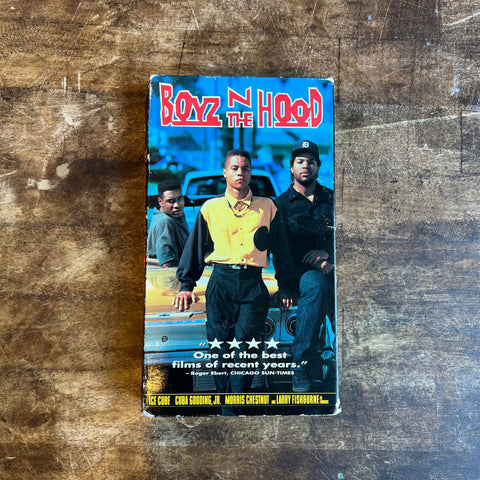 BOYZ N THE HOOD
D
"★★★★
One of the best
films of recent years."
– Roger Ebert, CHICAGO SUN-TIMES
ICE CUBE CUBA GOODING, JR. MORRIS CHESTNUT AND LARRY FISHBURNE